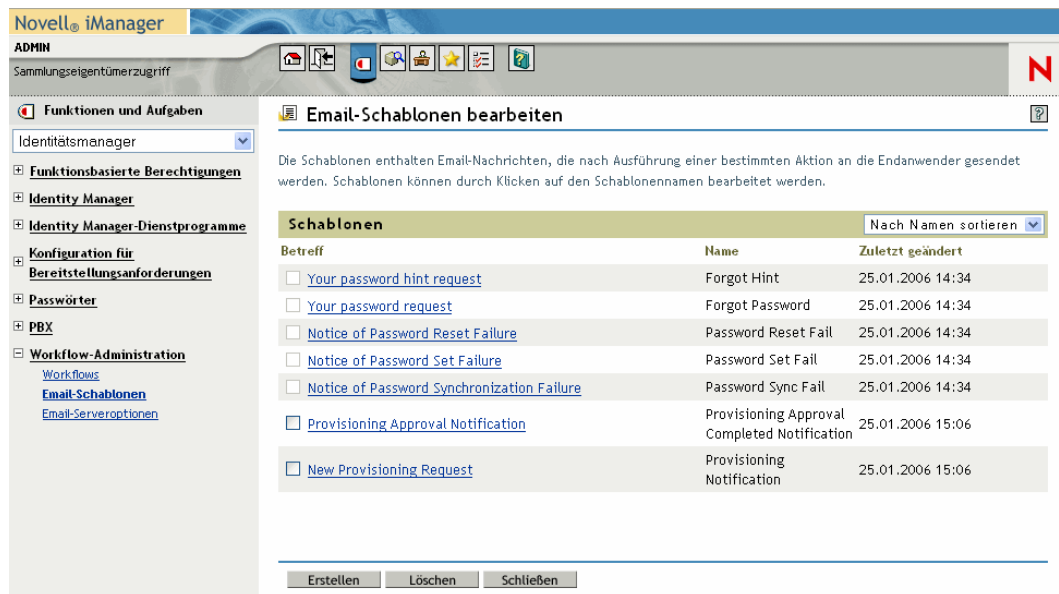 Novell® iManager
ADMIN
Sammlungseigentümerzugriff
N
Funktionen und Aufgaben
Identitätsmanager
Funktionsbasierte Berechtigungen
Identity Manager
Identity Manager-Dienstprogramme
Konfiguration für
Bereitstellungsanforderungen
Passwörter
PBX
Workflow-Administration
Workflows
Email-Schablonen
Email-Serveroptionen
Email-Schablonen bearbeiten
?
Die Schablonen enthalten Email-Nachrichten, die nach Ausführung einer bestimmten Aktion an die Endanwender gesendet
werden. Schablonen können durch Klicken auf den Schablonennamen bearbeitet werden.
Schablonen
Nach Namen sortieren
Betreff Name Zuletzt geändert
Your password hint request Forgot Hint 25.01.2006 14:34
Your password request Forgot Password 25.01.2006 14:34
Notice of Password Reset Failure Password Reset Fail 25.01.2006 14:34
Notice of Password Set Failure Password Set Fail 25.01.2006 14:34
Notice of Password Synchronization Failure Password Sync Fail 25.01.2006 14:34
Provisioning Approval Notification Provisioning Approval
Completed Notification 25.01.2006 15:06
New Provisioning Request Provisioning
Notification 25.01.2006 15:06
Erstellen Löschen Schließen